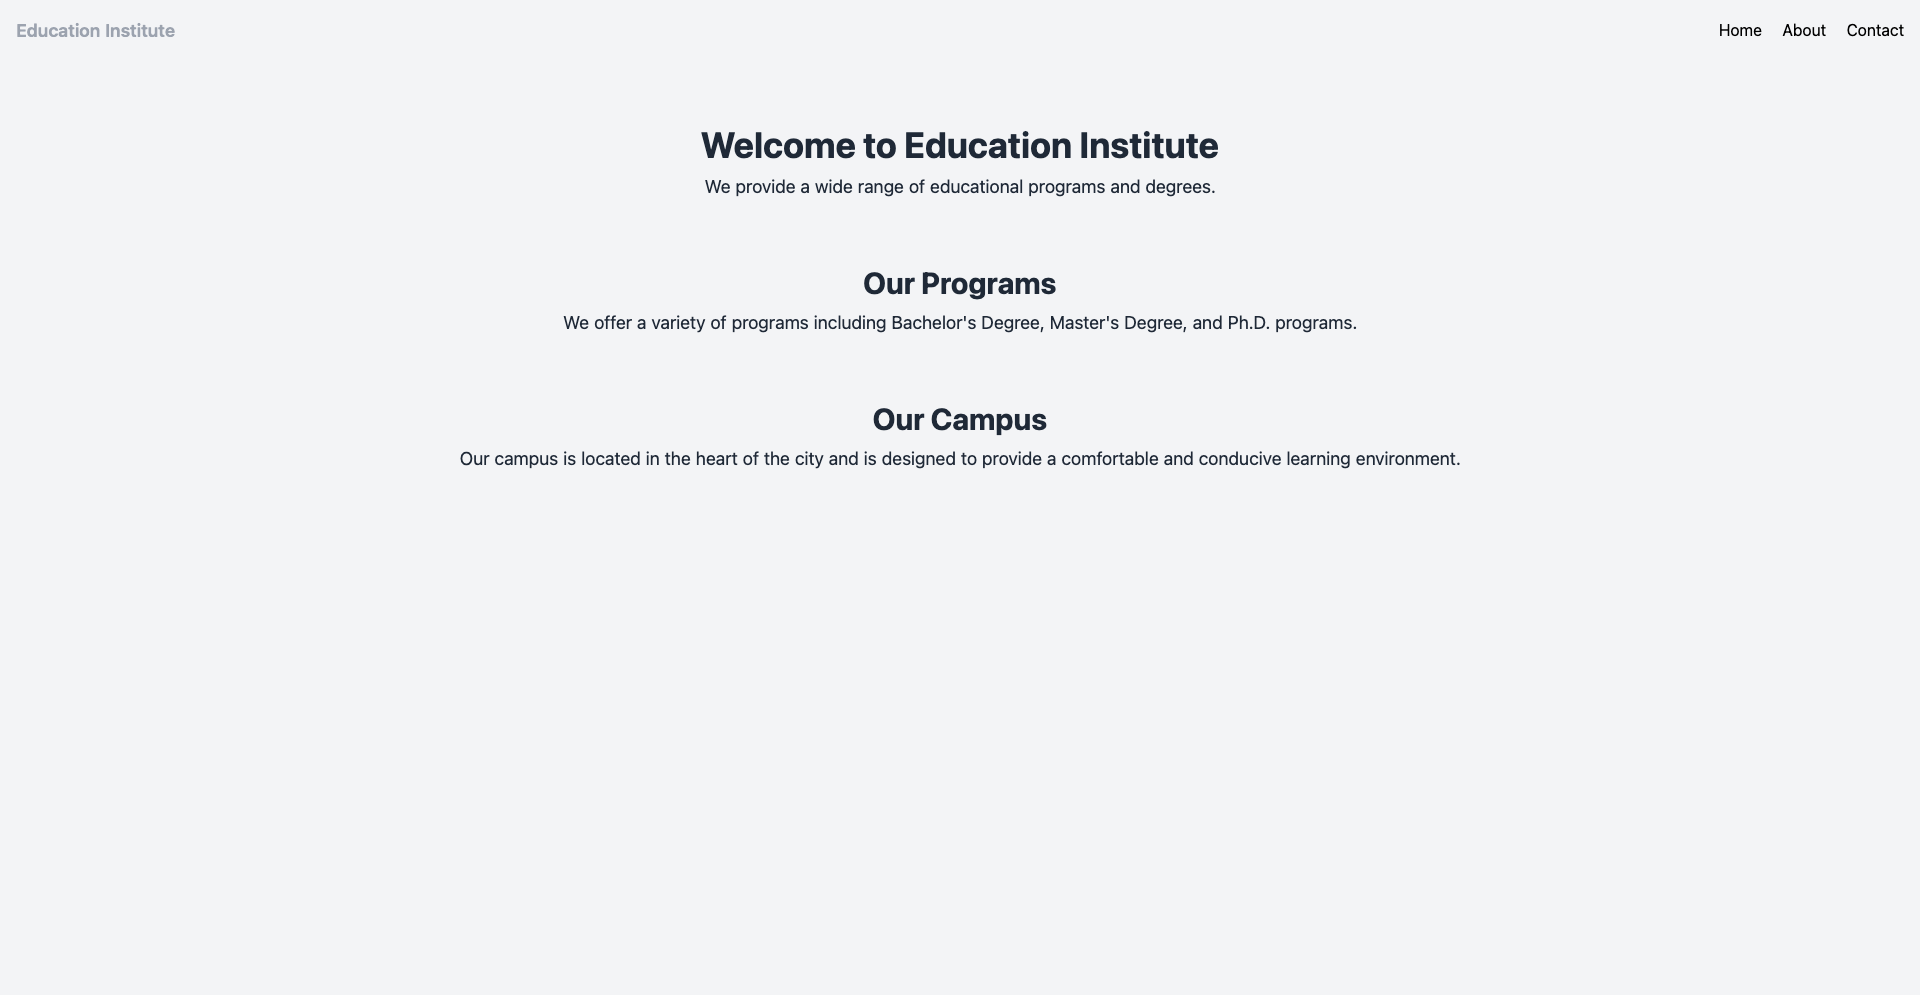 Education Institute
Home About Contact
Welcome to Education Institute
We provide a wide range of educational programs and degrees.
Our Programs
We offer a variety of programs including Bachelor's Degree, Master's Degree, and Ph.D. programs.
Our Campus
Our campus is located in the heart of the city and is designed to provide a comfortable and conducive learning environment.